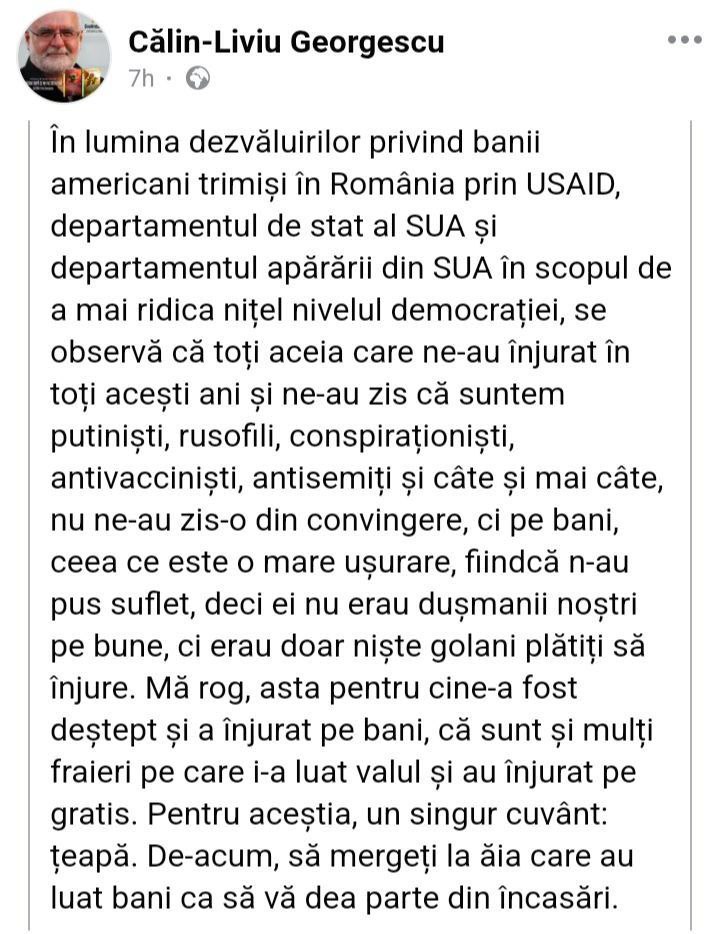 Călin-Liviu Georgescu
7h ·
În lumina dezvăluirilor privind banii
americani trimiși în România prin USAID,
departamentul de stat al SUA și
departamentul apărării din SUA în scopul de
a mai ridica nițel nivelul democrației, se
observă că toți aceia care ne-au înjurat în
toți acești ani și ne-au zis că suntem
putiniști, rusofili, conspiraționiști,
antivacciniști, antisemiți și câte și mai câte,
nu ne-au zis-o din convingere, ci pe bani,
ceea ce este o mare ușurare, fiindcă n-au
pus suflet, deci ei nu erau dușmanii noștri
pe bune, ci erau doar niște golani plătiți să
înjure. Mă rog, asta pentru cine-a fost
deștept și a înjurat pe bani, că sunt și mulți
fraieri pe care i-a luat valul și au înjurat pe
gratis. Pentru aceștia, un singur cuvânt:
țeapă. De-acum, să mergeți la ăia care au
luat bani ca să vă dea parte din încasări.